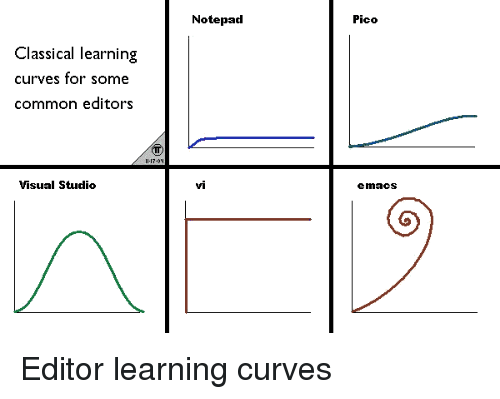 Classical learning
curves for some
common editors
Notepad
Pico
Visual Studio
vi
emacs
Editor learning curves